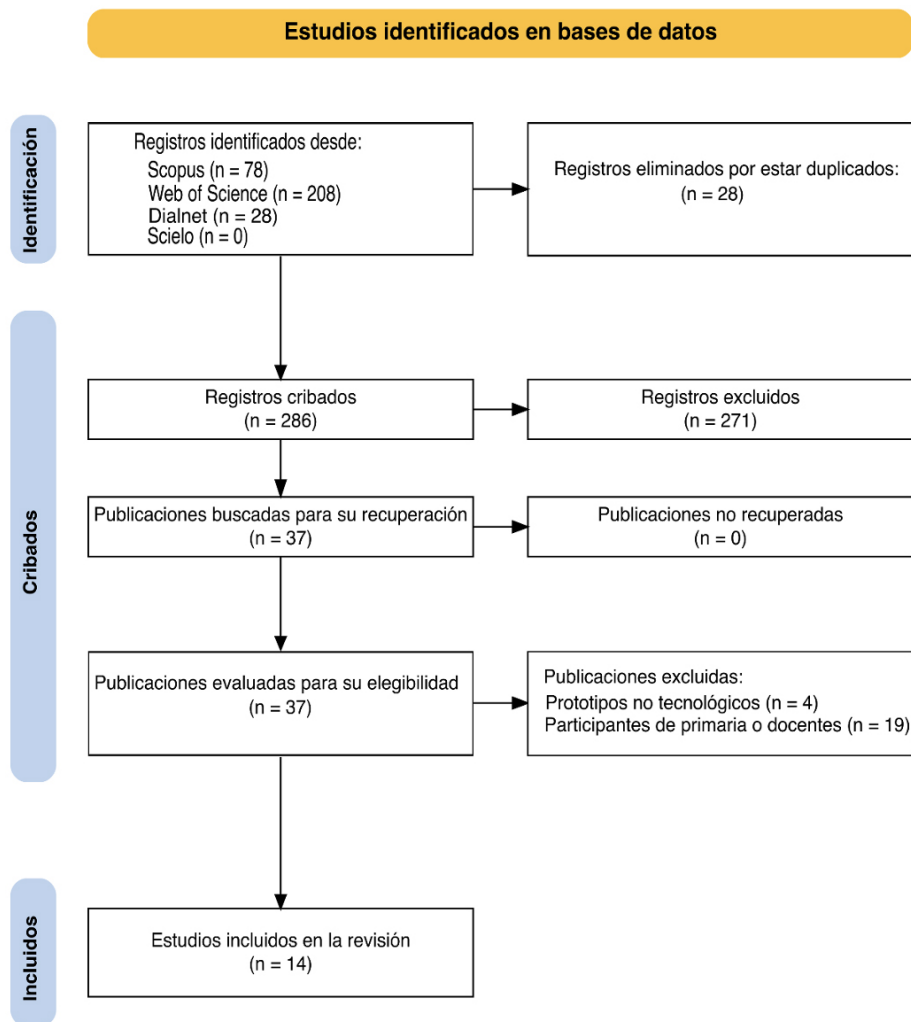 Estudios identificados en bases de datos
Identificación
Registros identificados desde:
Scopus (n = 78)
Web of Science (n = 208)
Dialnet (n = 28)
Scielo (n = 0)
Registros eliminados por estar duplicados:
(n = 28)
Cribados
Registros cribados
(n = 286)
Registros excluidos
(n = 271)
Publicaciones buscadas para su recuperación
(n = 37)
Publicaciones no recuperadas
(n = 0)
Publicaciones evaluadas para su elegibilidad
(n = 37)
Publicaciones excluidas:
Prototipos no tecnológicos (n = 4)
Participantes de primaria o docentes (n = 19)
Incluidos
Estudios incluidos en la revisión
(n = 14)